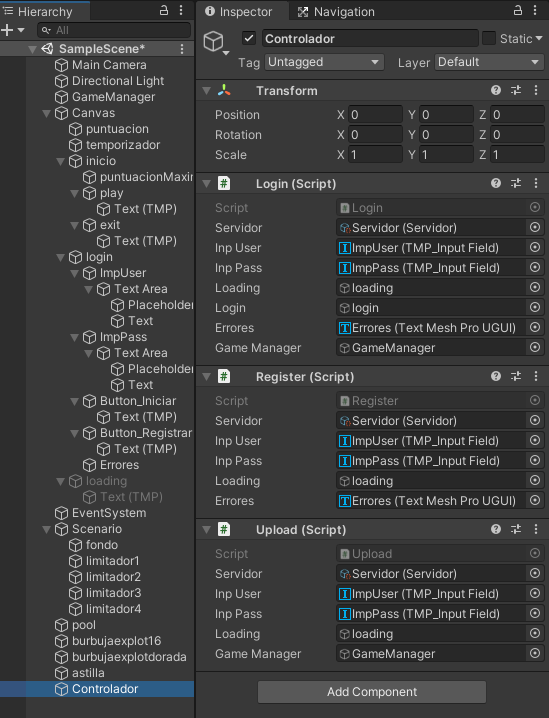 Hierarchy
All
SampleScene*
Main Camera
Directional Light
GameManager
Canvas
puntuacion
temporizador
inicio
puntuacionMaxin
play
Text (TMP)
exit
Text (TMP)
login
ImpUser
Text Area
Placeholder
Text
ImpPass
Text Area
Placeholder
Text
Button_Iniciar
Text (TMP)
Button_Registrar
Text (TMP)
Errores
loading
Text (TMP)
EventSystem
Scenario
fondo
limitador1
limitador2
limitador3
limitador4
pool
burbujaexplot16
burbujaexplotdorada
astilla
Controlador
Inspector Navigation
Controlador Static
Tag Untagged Layer Default
Transform
Position X 0 Y 0 Z 0
Rotation X 0 Y 0 Z 0
Scale X 1 Y 1 Z 1
# Login (Script)
Script Login
Servidor Servidor (Servidor)
Inp User ImpUser (TMP_Input Field)
Inp Pass ImpPass (TMP_Input Field)
Loading loading
Login login
Errores Errores (Text Mesh Pro UGUI)
Game Manager GameManager
# Register (Script)
Script Register
Servidor Servidor (Servidor)
Inp User ImpUser (TMP_Input Field)
Inp Pass ImpPass (TMP_Input Field)
Loading loading
Errores Errores (Text Mesh Pro UGUI)
# Upload (Script)
Script Upload
Servidor Servidor (Servidor)
Inp User ImpUser (TMP_Input Field)
Inp Pass ImpPass (TMP_Input Field)
Loading loading
Game Manager GameManager
Add Component